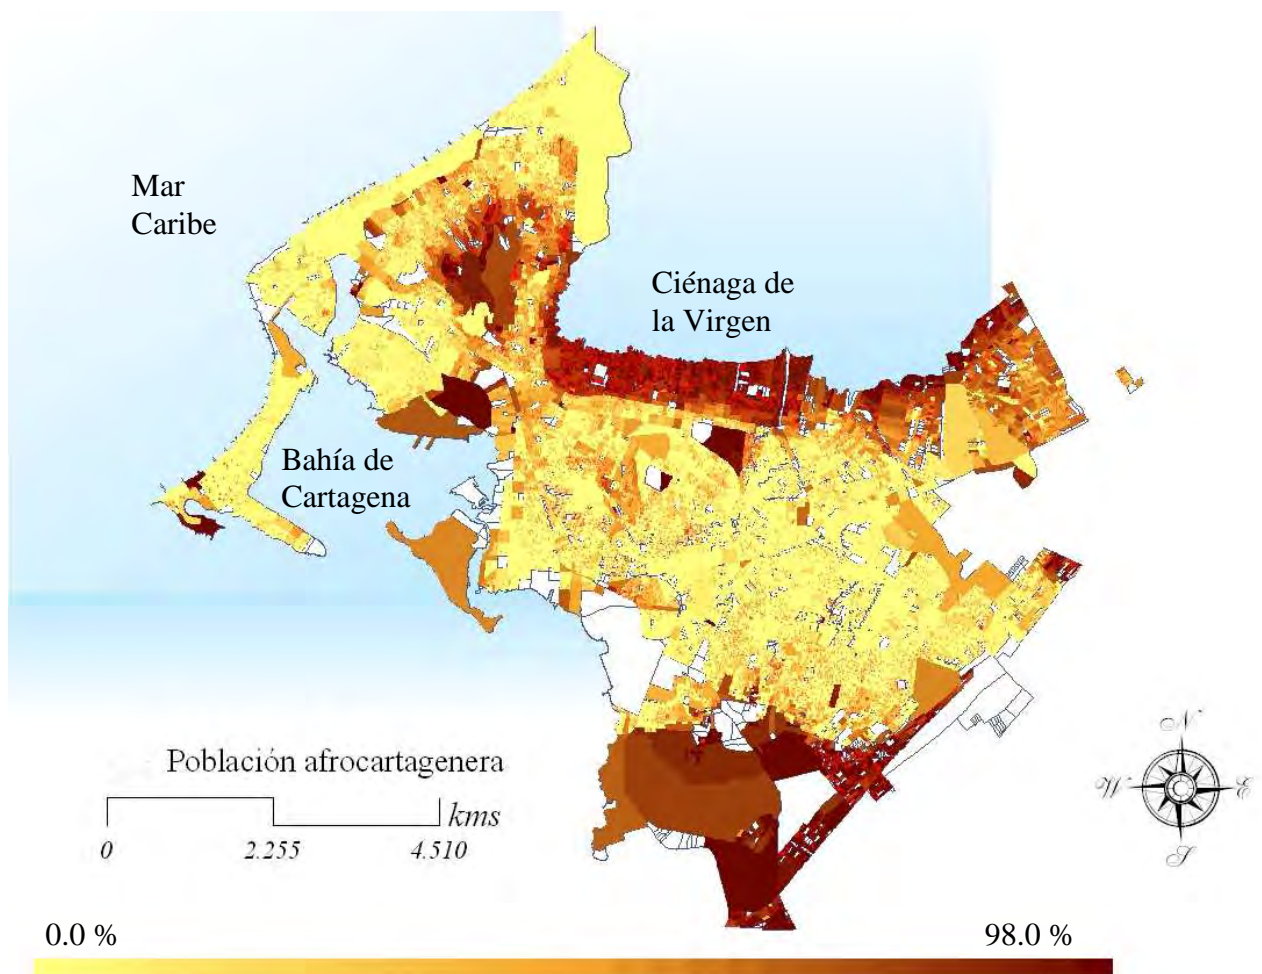 Mar
Caribe
Ciénaga de
la Virgen
Bahía de
Cartagena
Población afrocartagenera
kms
0 2.255 4.510
N
W E
S
0.0 % 98.0 %